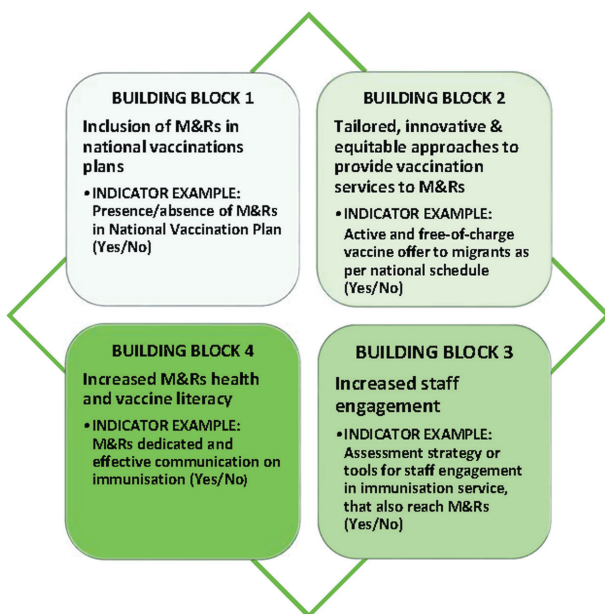 BUILDING BLOCK 1
Inclusion of M&Rs in
national vaccinations
plans
• INDICATOR EXAMPLE:
Presence/absence of M&Rs
in National Vaccination Plan
(Yes/No)
BUILDING BLOCK 2
Tailored, innovative &
equitable approaches to
provide vaccination
services to M&Rs
• INDICATOR EXAMPLE:
Active and free-of-charge
vaccine offer to migrants as
per national schedule
(Yes/No)
BUILDING BLOCK 4
Increased M&Rs health
and vaccine literacy
• INDICATOR EXAMPLE:
M&Rs dedicated and
effective communication on
immunisation (Yes/No)
BUILDING BLOCK 3
Increased staff
engagement
• INDICATOR EXAMPLE:
Assessment strategy or
tools for staff engagement
in immunisation service,
that also reach M&Rs
(Yes/No)